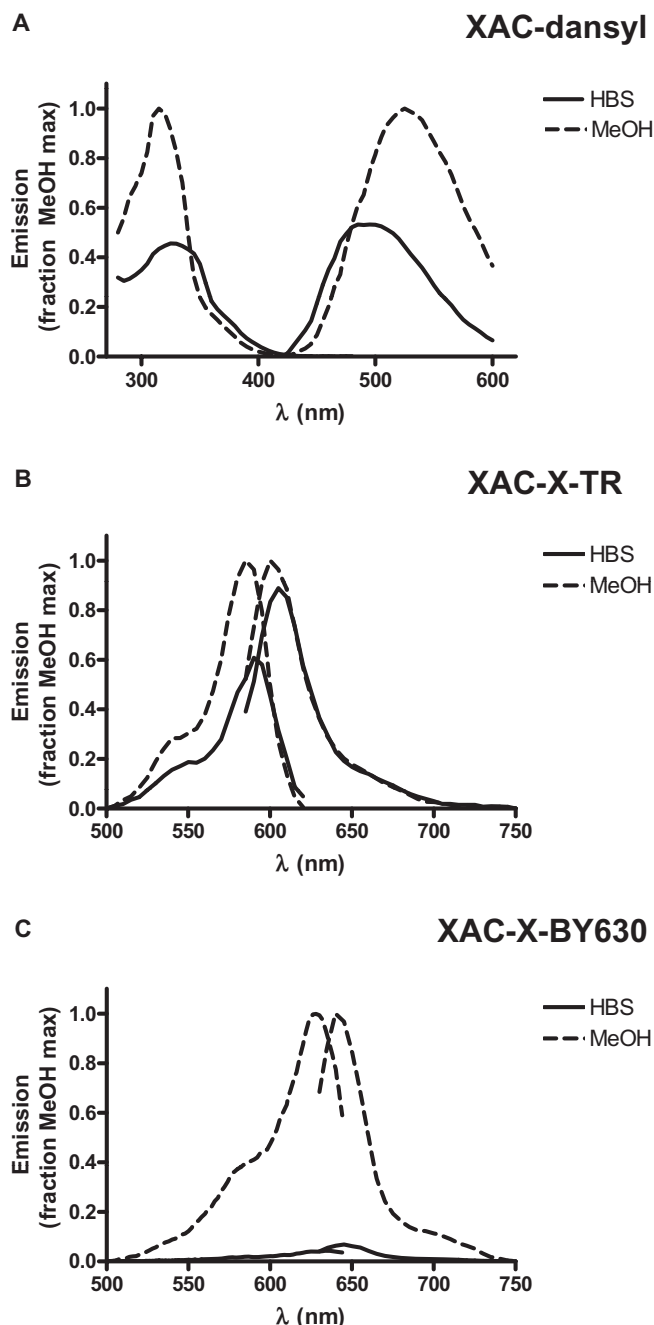 A
XAC-dansyl
HBS
MeOH
Emission
(fraction MeOH max)
1.0
0.8
0.6
0.4
0.2
0.0
300 400 500 600
λ (nm)
B
XAC-X-TR
HBS
MeOH
Emission
(fraction MeOH max)
1.0
0.8
0.6
0.4
0.2
0.0
500 550 600 650 700 750
λ (nm)
C
XAC-X-BY630
HBS
MeOH
Emission
(fraction MeOH max)
1.0
0.8
0.6
0.4
0.2
0.0
500 550 600 650 700 750
λ (nm)